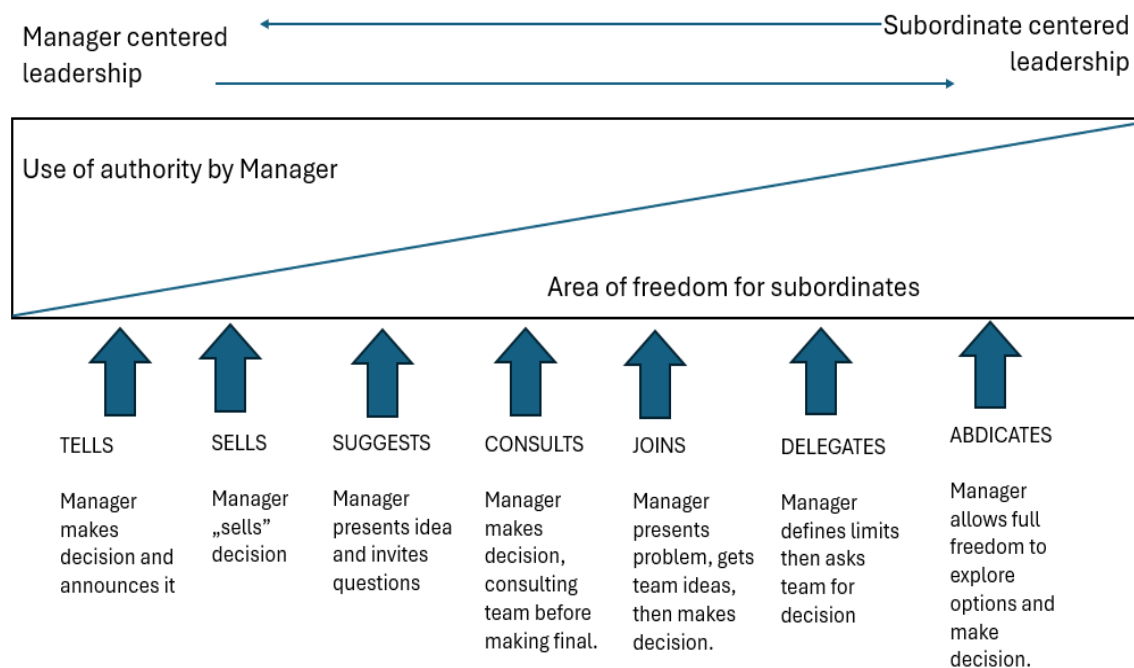 Manager centered
leadership
Subordinate centered
leadership
Use of authority by Manager
Area of freedom for subordinates
TELLS
Manager
makes
decision and
announces it
SELLS
Manager
„sells”
decision
SUGGESTS
Manager
presents idea
and invites
questions
CONSULTS
Manager
makes
decision,
consulting
team before
making final.
JOINS
Manager
presents
problem, gets
team ideas,
then makes
decision.
DELEGATES
Manager
defines limits
then asks
team for
decision
ABDICATES
Manager
allows full
freedom to
explore
options and
make
decision.